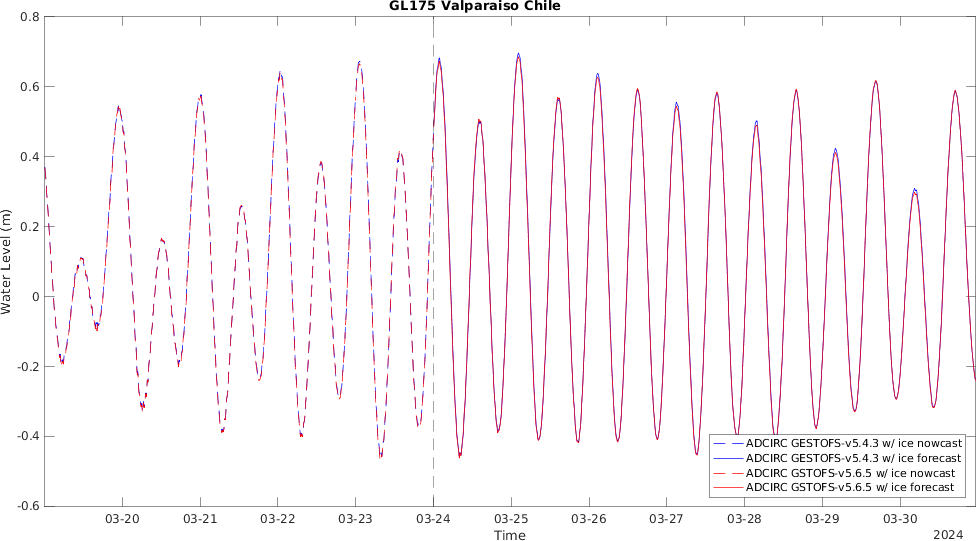 GL175 Valparaiso Chile
0.8
0.6
0.4
0.2
0
-0.2
-0.4
-0.6
Water Level (m)
03-20
03-21
03-22
03-23
03-24
03-25
03-26
03-27
03-28
03-29
03-30
Time
2024
ADCIRC GESTOFS-v5.4.3 w/ ice nowcast
ADCIRC GESTOFS-v5.4.3 w/ ice forecast
ADCIRC GSTOFS-v5.6.5 w/ ice nowcast
ADCIRC GSTOFS-v5.6.5 w/ ice forecast